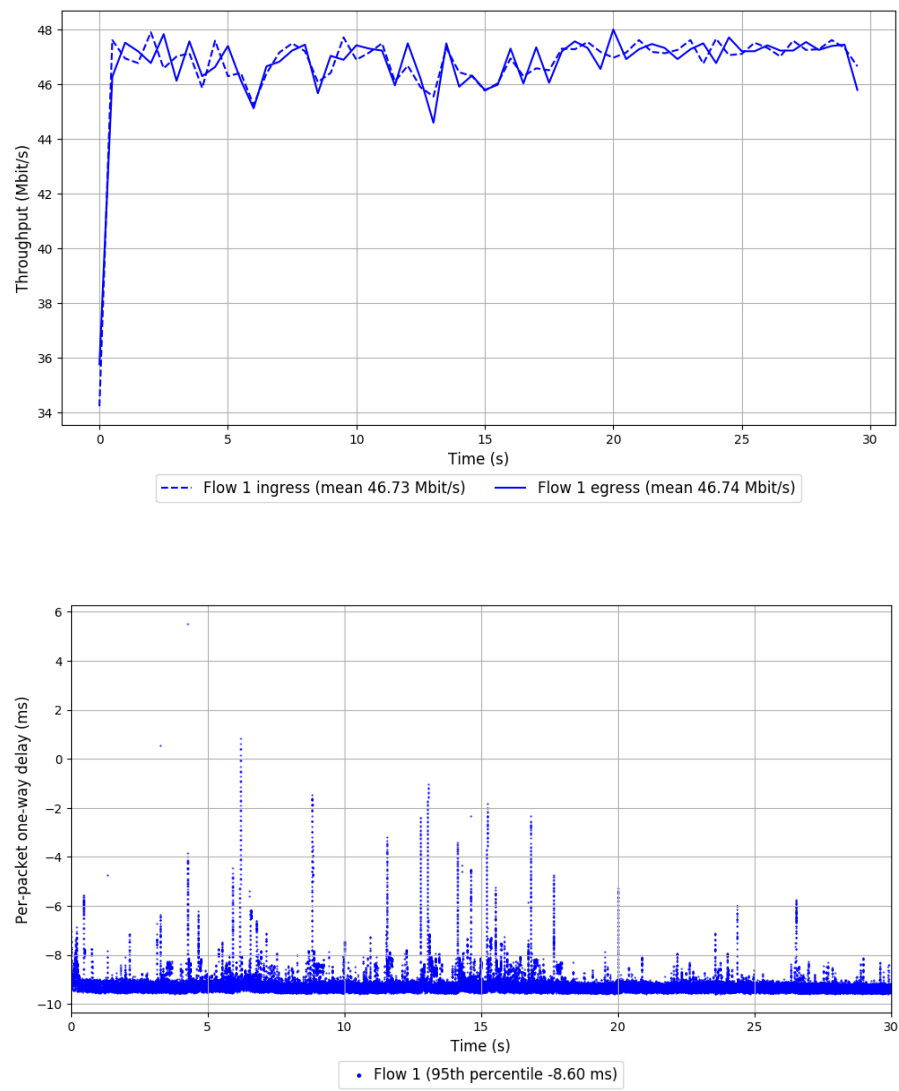 48
46
44
42
40
38
36
34
Throughput (Mbit/s)
0 5 10 15 20 25 30
Time (s)
Flow 1 ingress (mean 46.73 Mbit/s) Flow 1 egress (mean 46.74 Mbit/s)
6
4
2
0
−2
−4
−6
−8
−10
Per-packet one-way delay (ms)
0 5 10 15 20 25 30
Time (s)
Flow 1 (95th percentile -8.60 ms)